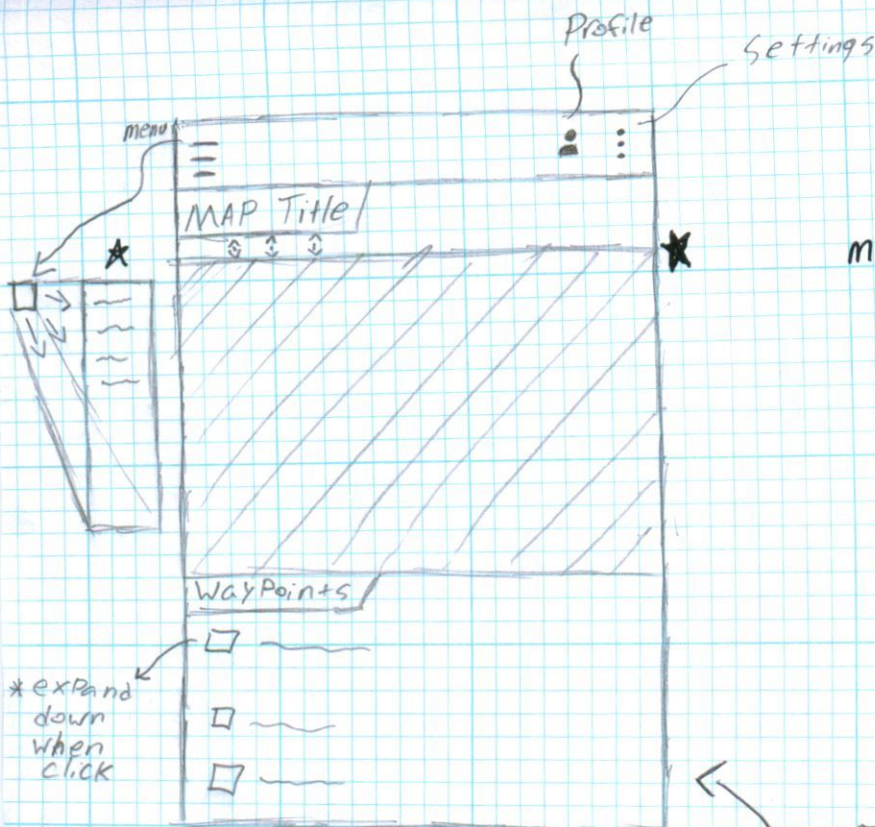 Profile
Settings
menu
MAP Title
m
WayPoints
*expand
down
when
click